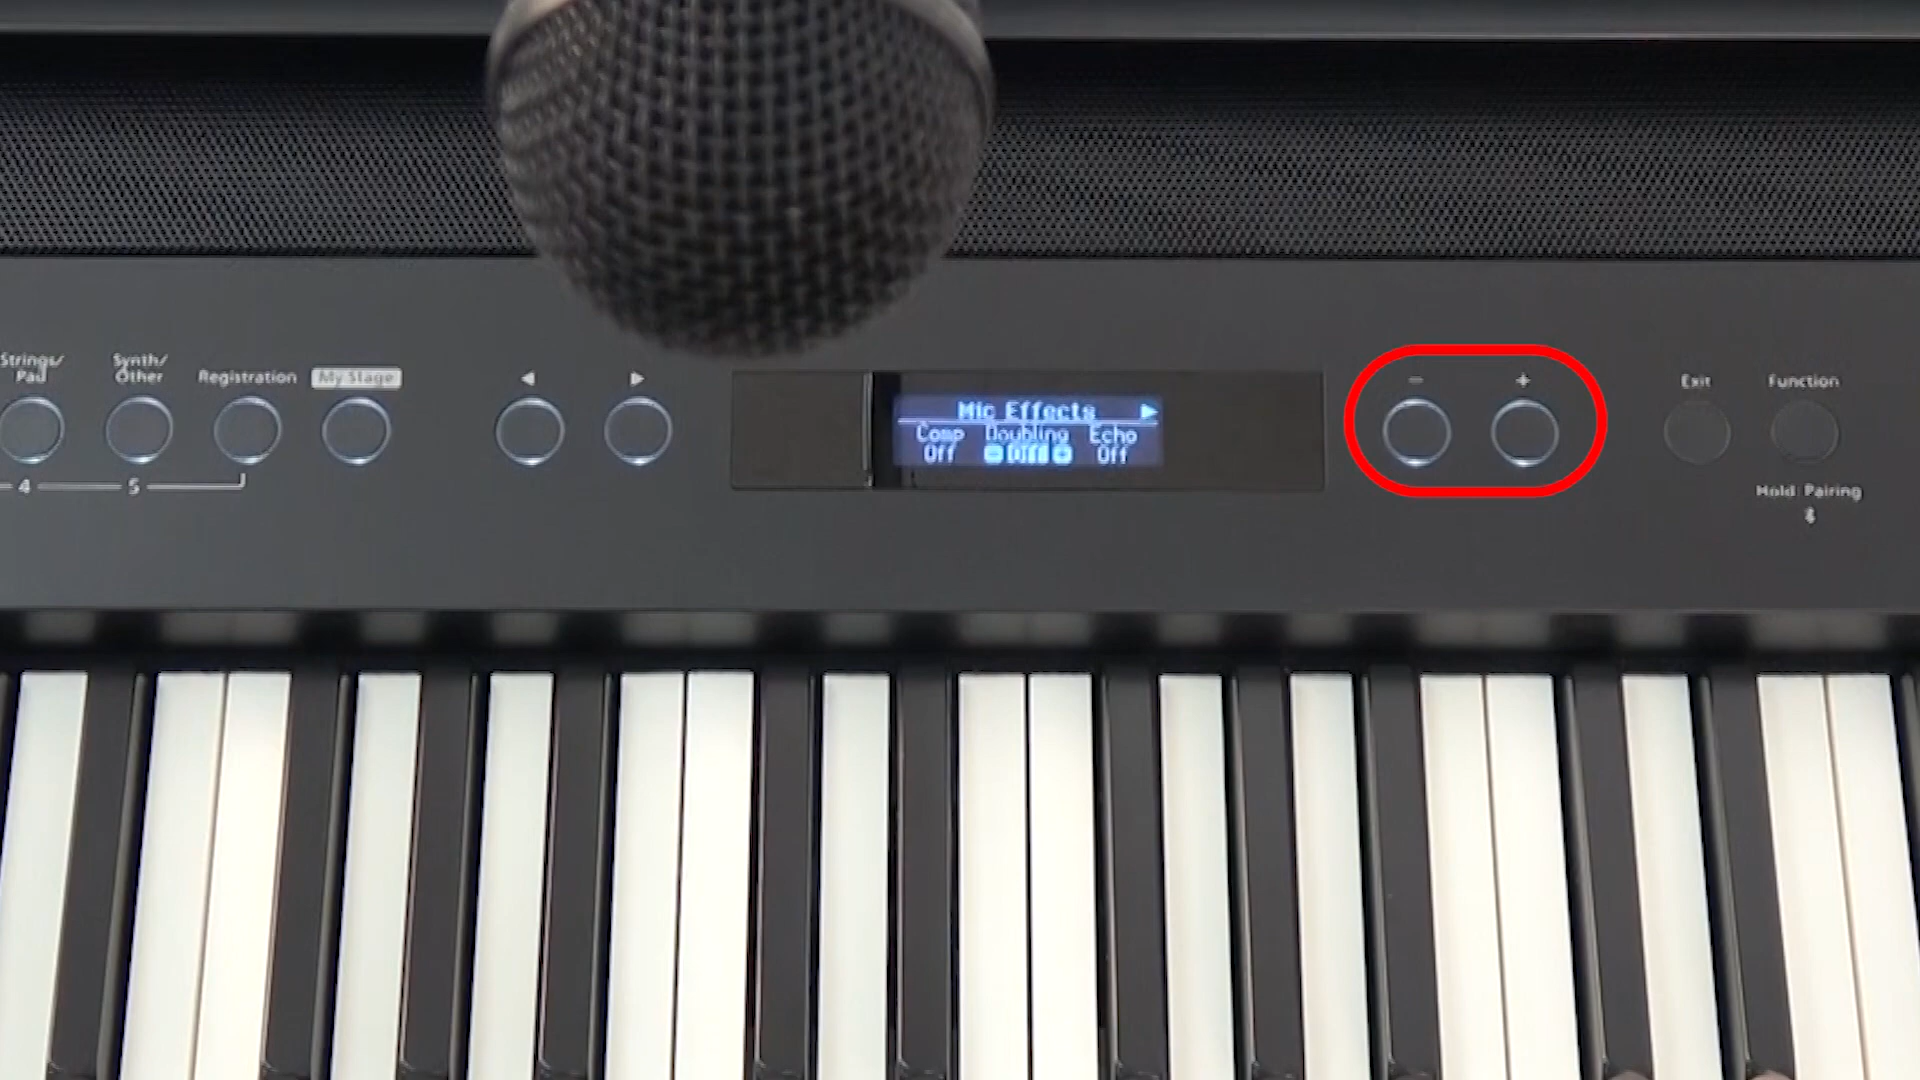 Strings/
Pad
Synth/
Other
Registration
My Stage
4
5
Mic Effects
Comp Doubling Echo
Off Off Off
− +
Exit
Function
Hold: Pairing